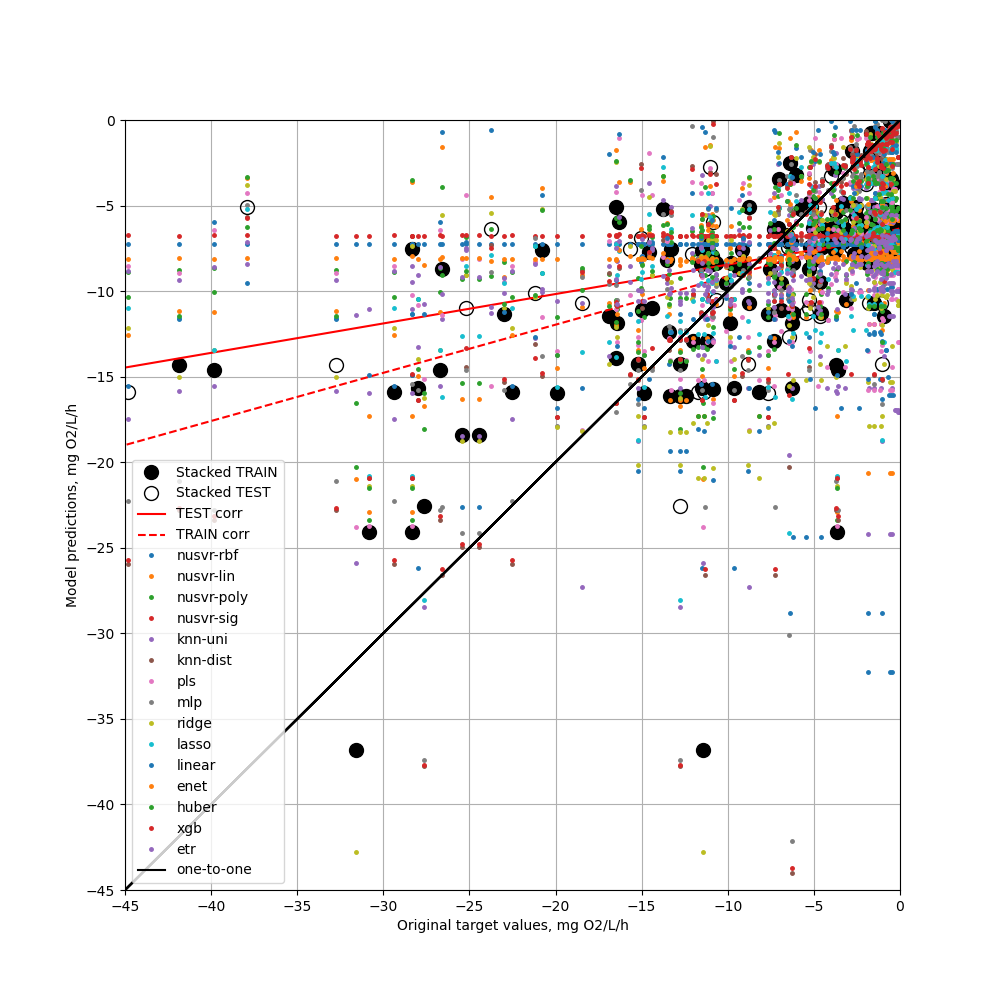 0
−5
−10
−15
−20
−25
−30
−35
−40
−45
Model predictions, mg O2/L/h
Stacked TRAIN
Stacked TEST
TEST corr
TRAIN corr
nusvr-rbf
nusvr-lin
nusvr-poly
nusvr-sig
knn-uni
knn-dist
pls
mlp
ridge
lasso
linear
enet
huber
xgb
etr
one-to-one
−45 −40 −35 −30 −25 −20 −15 −10 −5 0
Original target values, mg O2/L/h